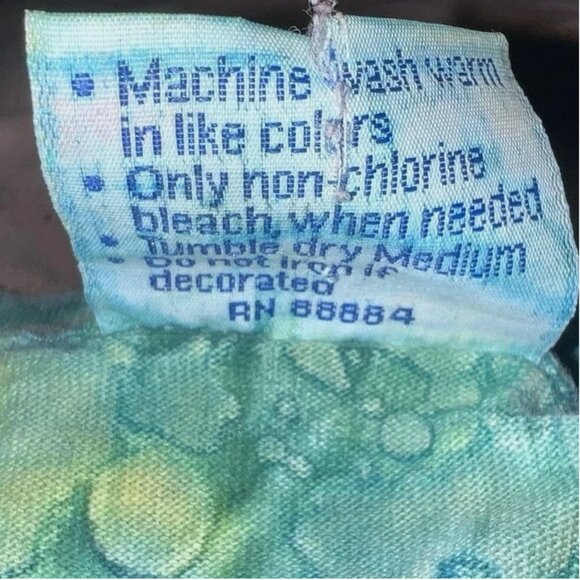 • Machine wash warm
In like colors
• Only non-chlorine
bleach, when needed
• Tumble dry Medium
• Do not iron if
decorated
RN 88884